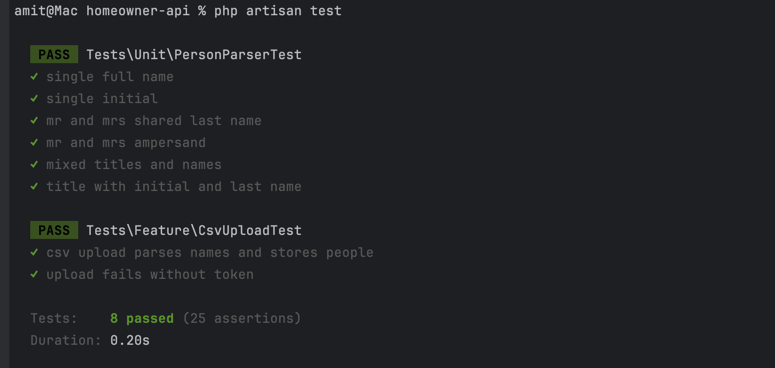 amit@Mac homeowner-api % php artisan test
PASS Tests\Unit\PersonParserTest
✓ single full name
✓ single initial
✓ mr and mrs shared last name
✓ mr and mrs ampersand
✓ mixed titles and names
✓ title with initial and last name
PASS Tests\Feature\CsvUploadTest
✓ csv upload parses names and stores people
✓ upload fails without token
Tests: 8 passed (25 assertions)
Duration: 0.20s